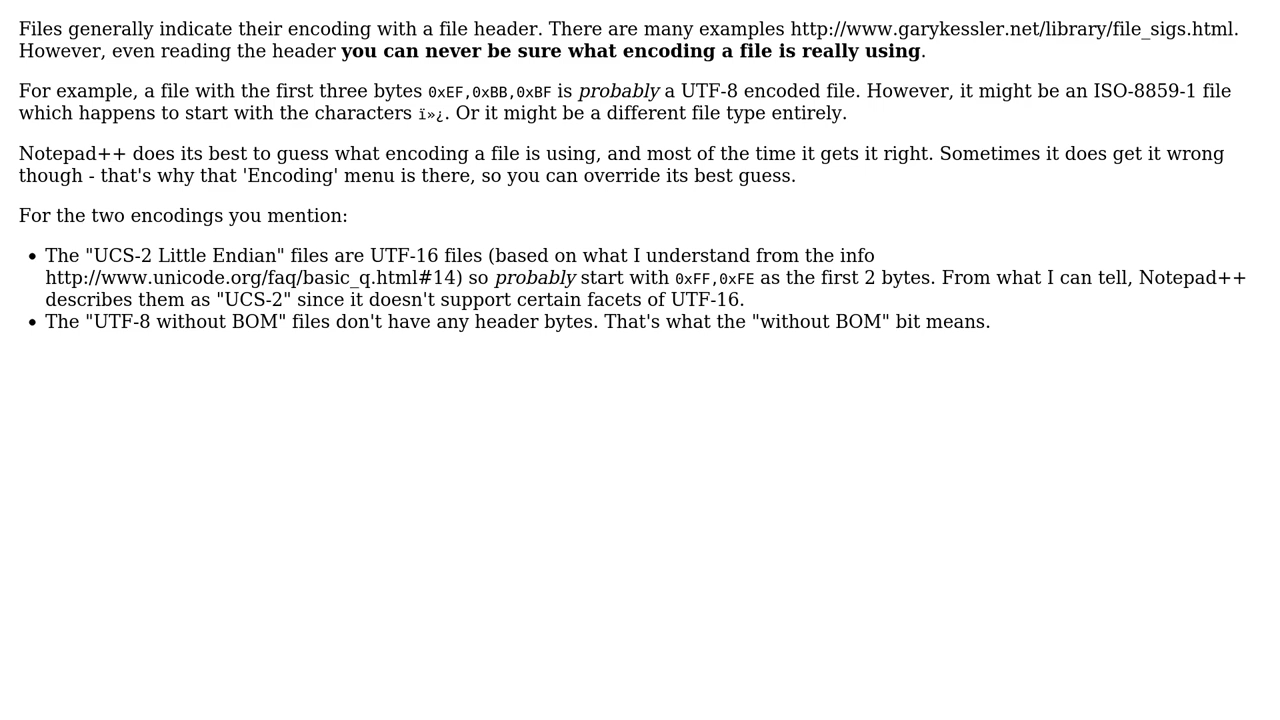 Files generally indicate their encoding with a file header. There are many examples http://www.garykessler.net/library/file_sigs.html.
However, even reading the header you can never be sure what encoding a file is really using.
For example, a file with the first three bytes 0xEF,0xBB,0xBF is probably a UTF-8 encoded file. However, it might be an ISO-8859-1 file
which happens to start with the characters ï»¿. Or it might be a different file type entirely.
Notepad++ does its best to guess what encoding a file is using, and most of the time it gets it right. Sometimes it does get it wrong
though - that's why that 'Encoding' menu is there, so you can override its best guess.
For the two encodings you mention:
• The "UCS-2 Little Endian" files are UTF-16 files (based on what I understand from the info
http://www.unicode.org/faq/basic_q.html#14) so probably start with 0xFF,0xFE as the first 2 bytes. From what I can tell, Notepad++
describes them as "UCS-2" since it doesn't support certain facets of UTF-16.
• The "UTF-8 without BOM" files don't have any header bytes. That's what the "without BOM" bit means.